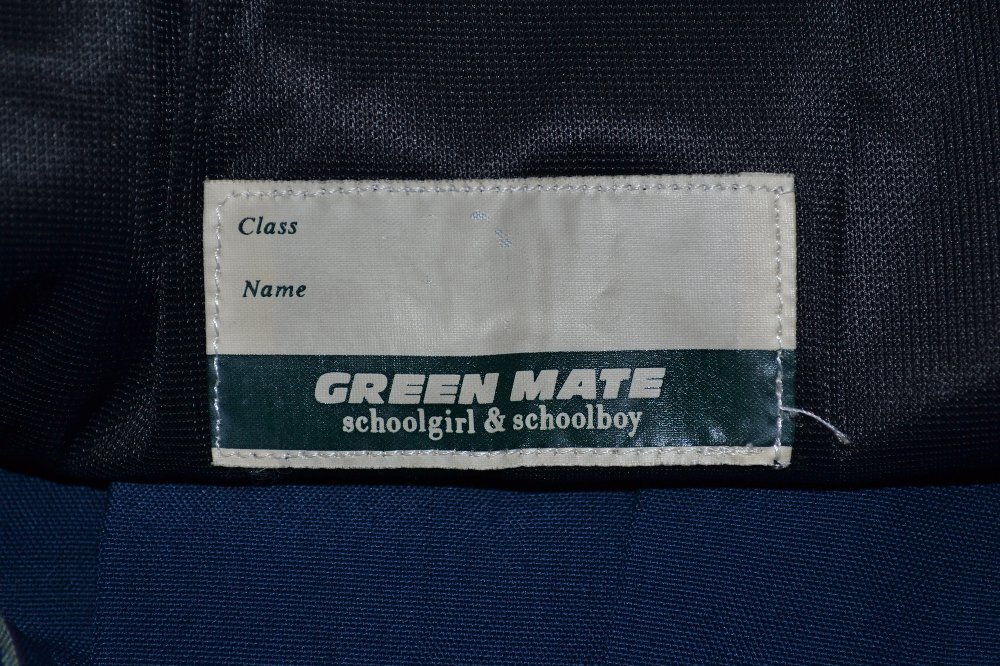 Class
Name
GREEN MATE
schoolgirl & schoolboy